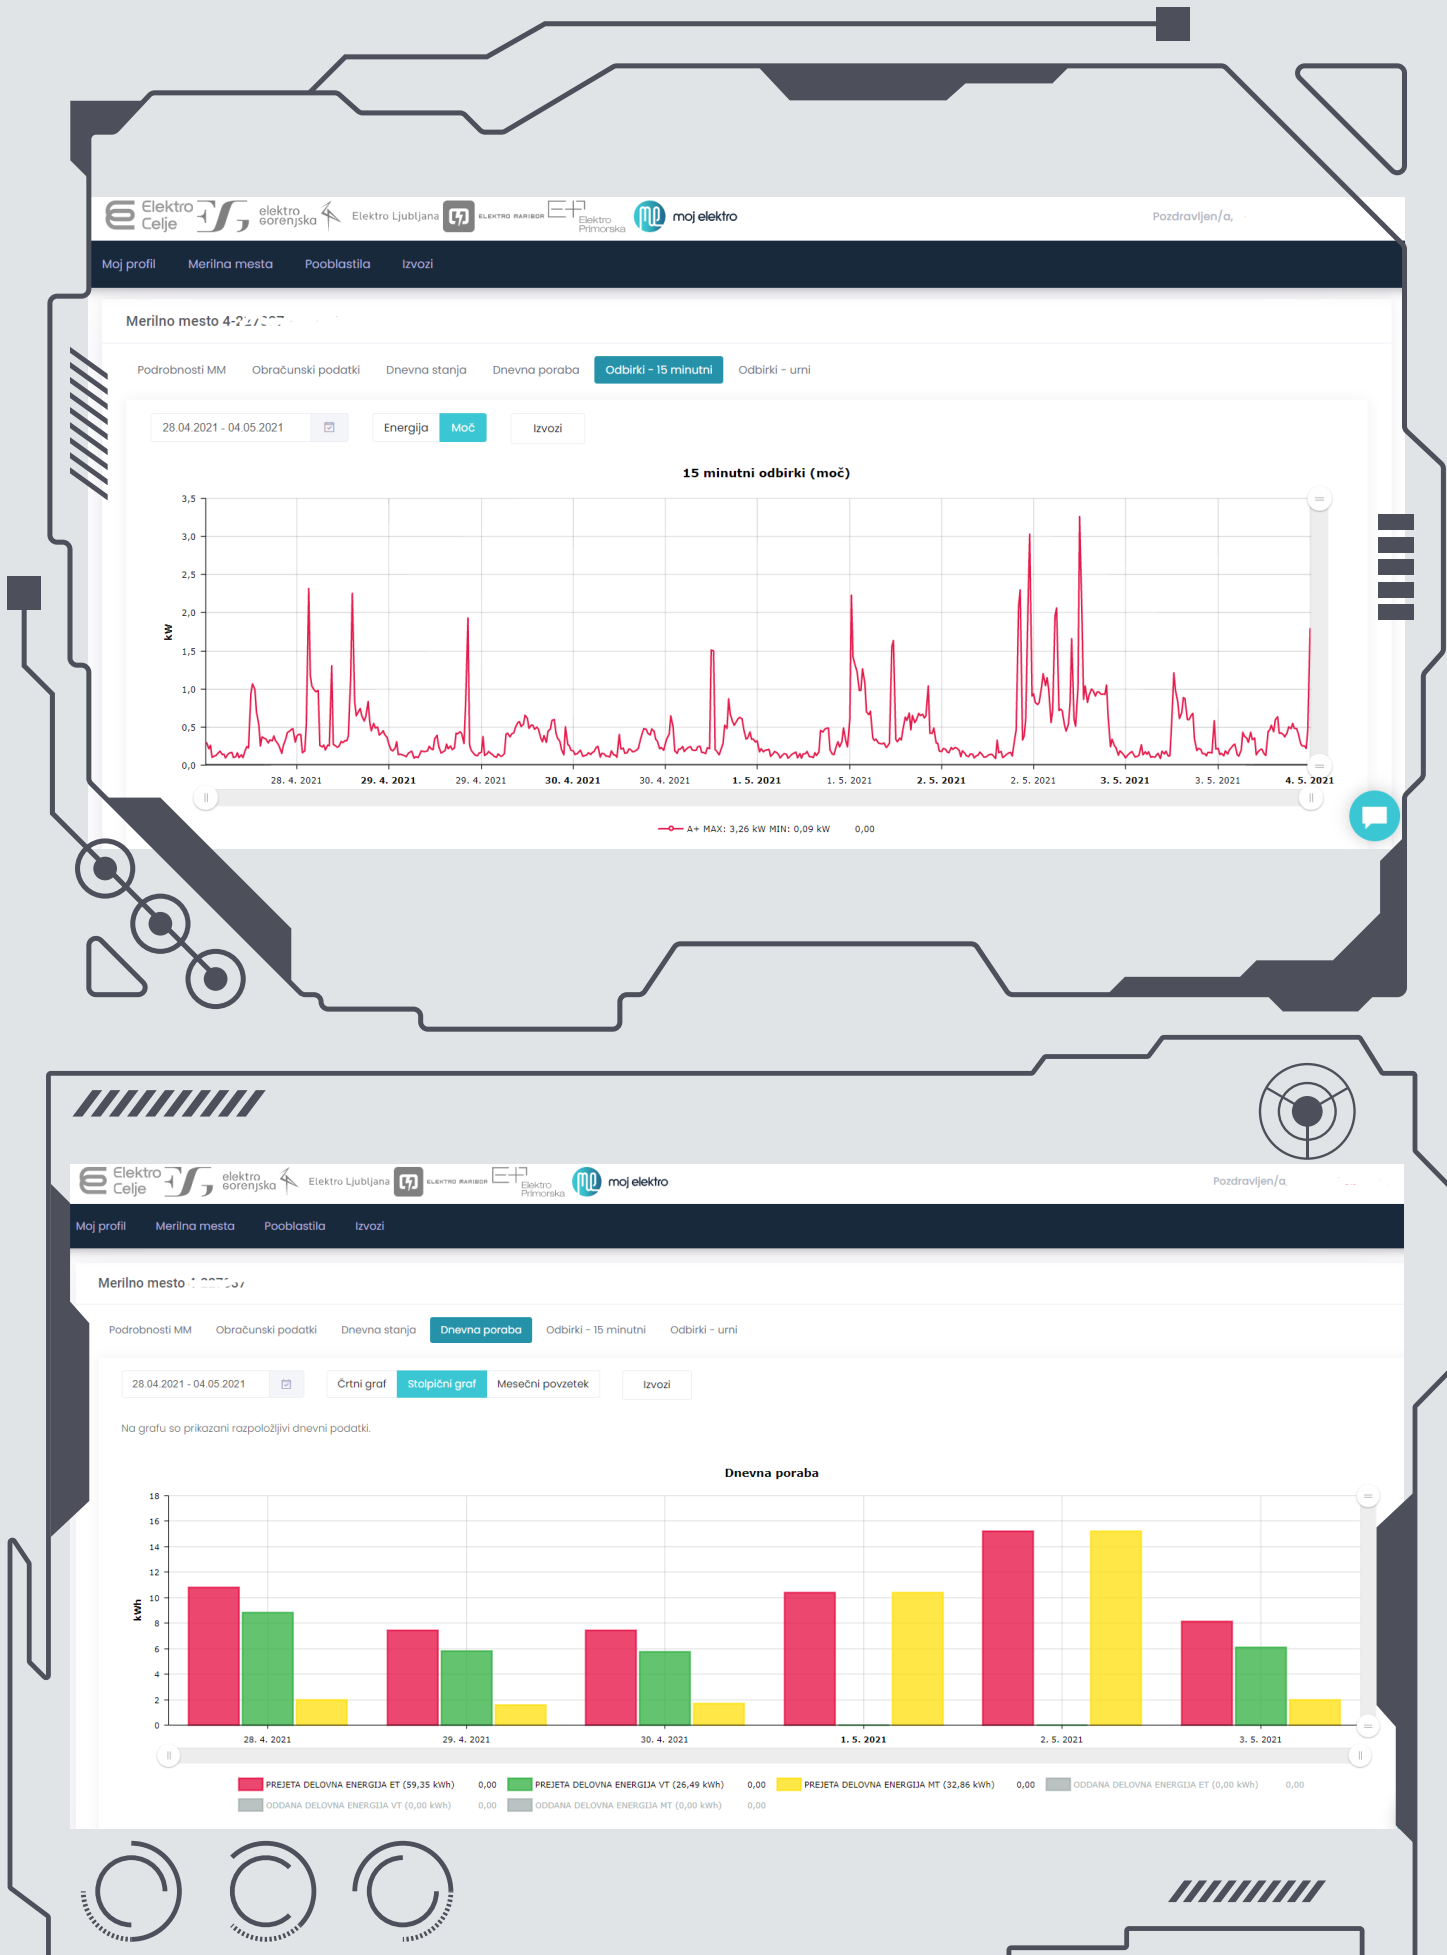 Elektro Celje elektro Gorenjska Elektro Ljubljana ELEKTRO MARIBOR E+ Elektro Primorska moj elektro Pozdravljen/a,
Moj profil Merilna mesta Pooblastila Izvozi
Merilno mesto
Podrobnosti MM Obračunski podatki Dnevna stanja Dnevna poraba Odbirki - 15 minutni Odbirki - urni
28.04.2021 - 04.05.2021 Energija Moč Izvozi
15 minutni odbirki (moč)
3,5
3,0
2,5
2,0
1,5
1,0
0,5
0,0
kW
28. 4. 2021 29. 4. 2021 29. 4. 2021 30. 4. 2021 30. 4. 2021 1. 5. 2021 1. 5. 2021 2. 5. 2021 2. 5. 2021 3. 5. 2021 3. 5. 2021 4. 5. 2021
A+ MAX: 3,26 kW MIN: 0,09 kW 0,00
Elektro Celje elektro Gorenjska Elektro Ljubljana ELEKTRO MARIBOR E+ Elektro Primorska moj elektro Pozdravljen/a
Moj profil Merilna mesta Pooblastila Izvozi
Merilno mesto
Podrobnosti MM Obračunski podatki Dnevna stanja Dnevna poraba Odbirki - 15 minutni Odbirki - urni
28.04.2021 - 04.05.2021 Črtni graf Stolpični graf Mesečni povzetek Izvozi
Na grafu so prikazani razpoložljivi dnevni podatki.
Dnevna poraba
18
16
14
12
10
8
6
4
2
0
kWh
28. 4. 2021 29. 4. 2021 30. 4. 2021 1. 5. 2021 2. 5. 2021 3. 5. 2021
PREJETA DELOVNA ENERGIJA ET (59,35 kWh) 0,00 PREJETA DELOVNA ENERGIJA VT (26,49 kWh) 0,00 PREJETA DELOVNA ENERGIJA MT (32,86 kWh) 0,00 ODDANA DELOVNA ENERGIJA ET (0,00 kWh) 0,00
ODDANA DELOVNA ENERGIJA VT (0,00 kWh) 0,00 ODDANA DELOVNA ENERGIJA MT (0,00 kWh) 0,00